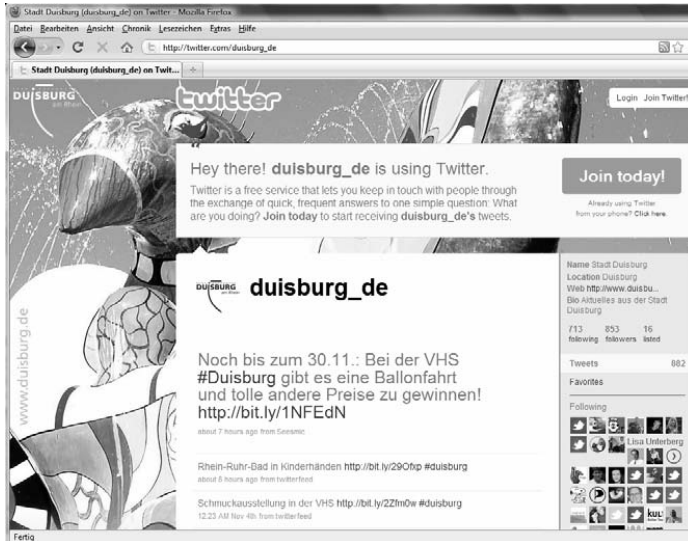 Stadt Duisburg (duisburg_de) on Twitter - Mozilla Firefox
Datei Bearbeiten Ansicht Chronik Lesezeichen Extras Hilfe
http://twitter.com/duisburg_de
Stadt Duisburg (duisburg_de) on Twit...
DUISBURG
am Rhein
twitter
Login Join Twitter!
Hey there! duisburg_de is using Twitter.
Twitter is a free service that lets you keep in touch with people through
the exchange of quick, frequent answers to one simple question: What
are you doing? Join today to start receiving duisburg_de's tweets.
Join today!
Already using Twitter
from your phone? Click here.
DUISBURG
am Rhein
duisburg_de
Noch bis zum 30.11.: Bei der VHS
#Duisburg gibt es eine Ballonfahrt
und tolle andere Preise zu gewinnen!
http://bit.ly/1NFEdN
about 7 hours ago from Seesmic
Rhein-Ruhr-Bad in Kinderhänden http://bit.ly/29Ofxp #duisburg
about 8 hours ago from twitterfeed
Schmuckausstellung in der VHS http://bit.ly/2Zfm0w #duisburg
12:23 AM Nov 4th from twitterfeed
Name Stadt Duisburg
Location Duisburg
Web http://www.duisbu...
Bio Aktuelles aus der Stadt
Duisburg
713 853 16
following followers listed
Tweets 882
Favorites
Following
Lisa Unterberg
www.duisburg.de
Fertig